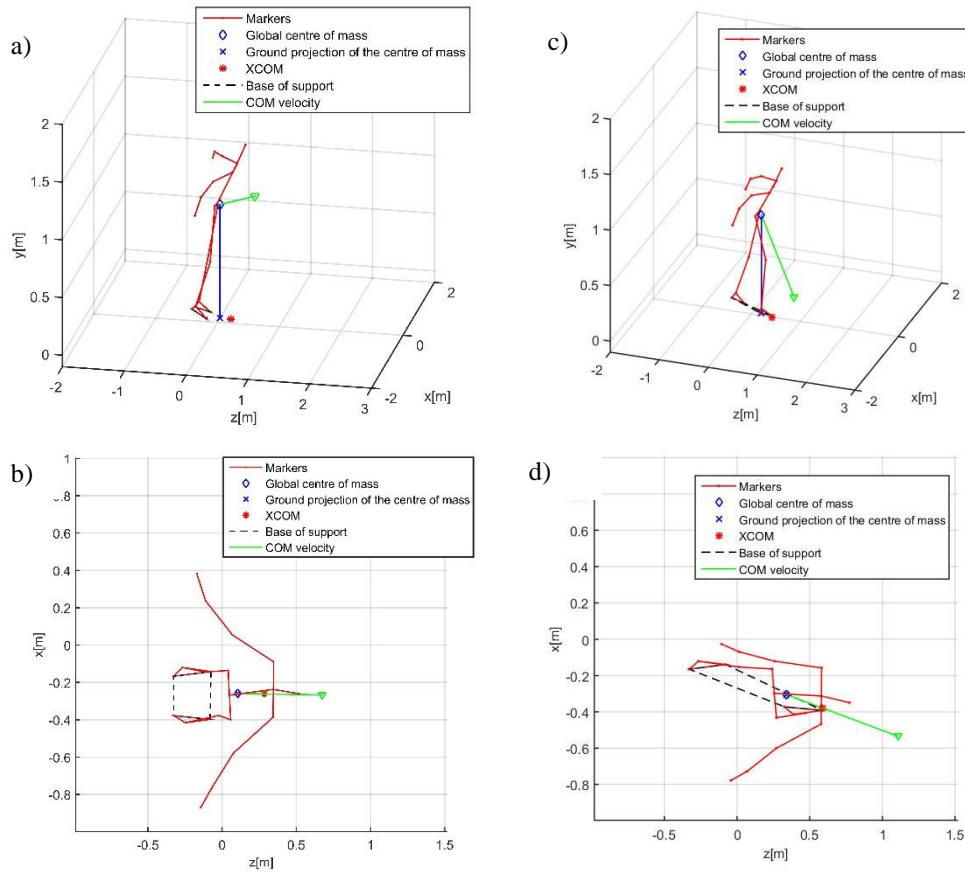 a)
Markers
Global centre of mass
Ground projection of the centre of mass
XCOM
Base of support
COM velocity
2
1.5
1
0.5
0
y[m]
-2
-1
0
1
2
3
z[m]
-2
0
2
x[m]
c)
Markers
Global centre of mass
Ground projection of the centre of mass
XCOM
Base of support
COM velocity
2
1.5
1
0.5
0
y[m]
-2
-1
0
1
2
3
z[m]
-2
0
2
x[m]
b)
Markers
Global centre of mass
Ground projection of the centre of mass
XCOM
Base of support
COM velocity
1
0.8
0.6
0.4
0.2
0
-0.2
-0.4
-0.6
-0.8
x[m]
-0.5
0
0.5
1
1.5
z[m]
d)
Markers
Global centre of mass
Ground projection of the centre of mass
XCOM
Base of support
COM velocity
0.6
0.4
0.2
0
-0.2
-0.4
-0.6
-0.8
x[m]
-0.5
0
0.5
1
1.5
z[m]